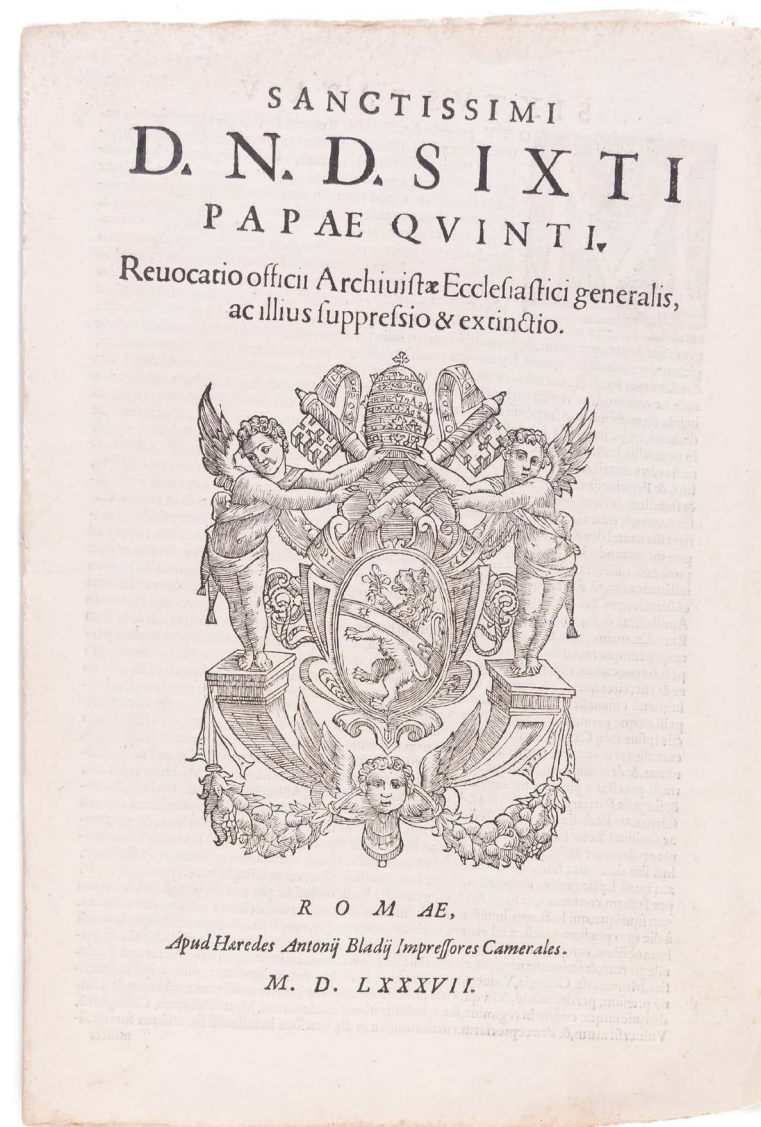 SANCTISSIMI
D. N. D. SIXTI
PAPAE QVINTI.
Reuocatio officii Archiuiſtæ Eccleſiaſtici generalis,
ac illius ſuppreſsio & extinctio.
ROMAE,
Apud Hæredes Antonij Bladij Impreſſores Camerales.
M. D. LXXXVII.